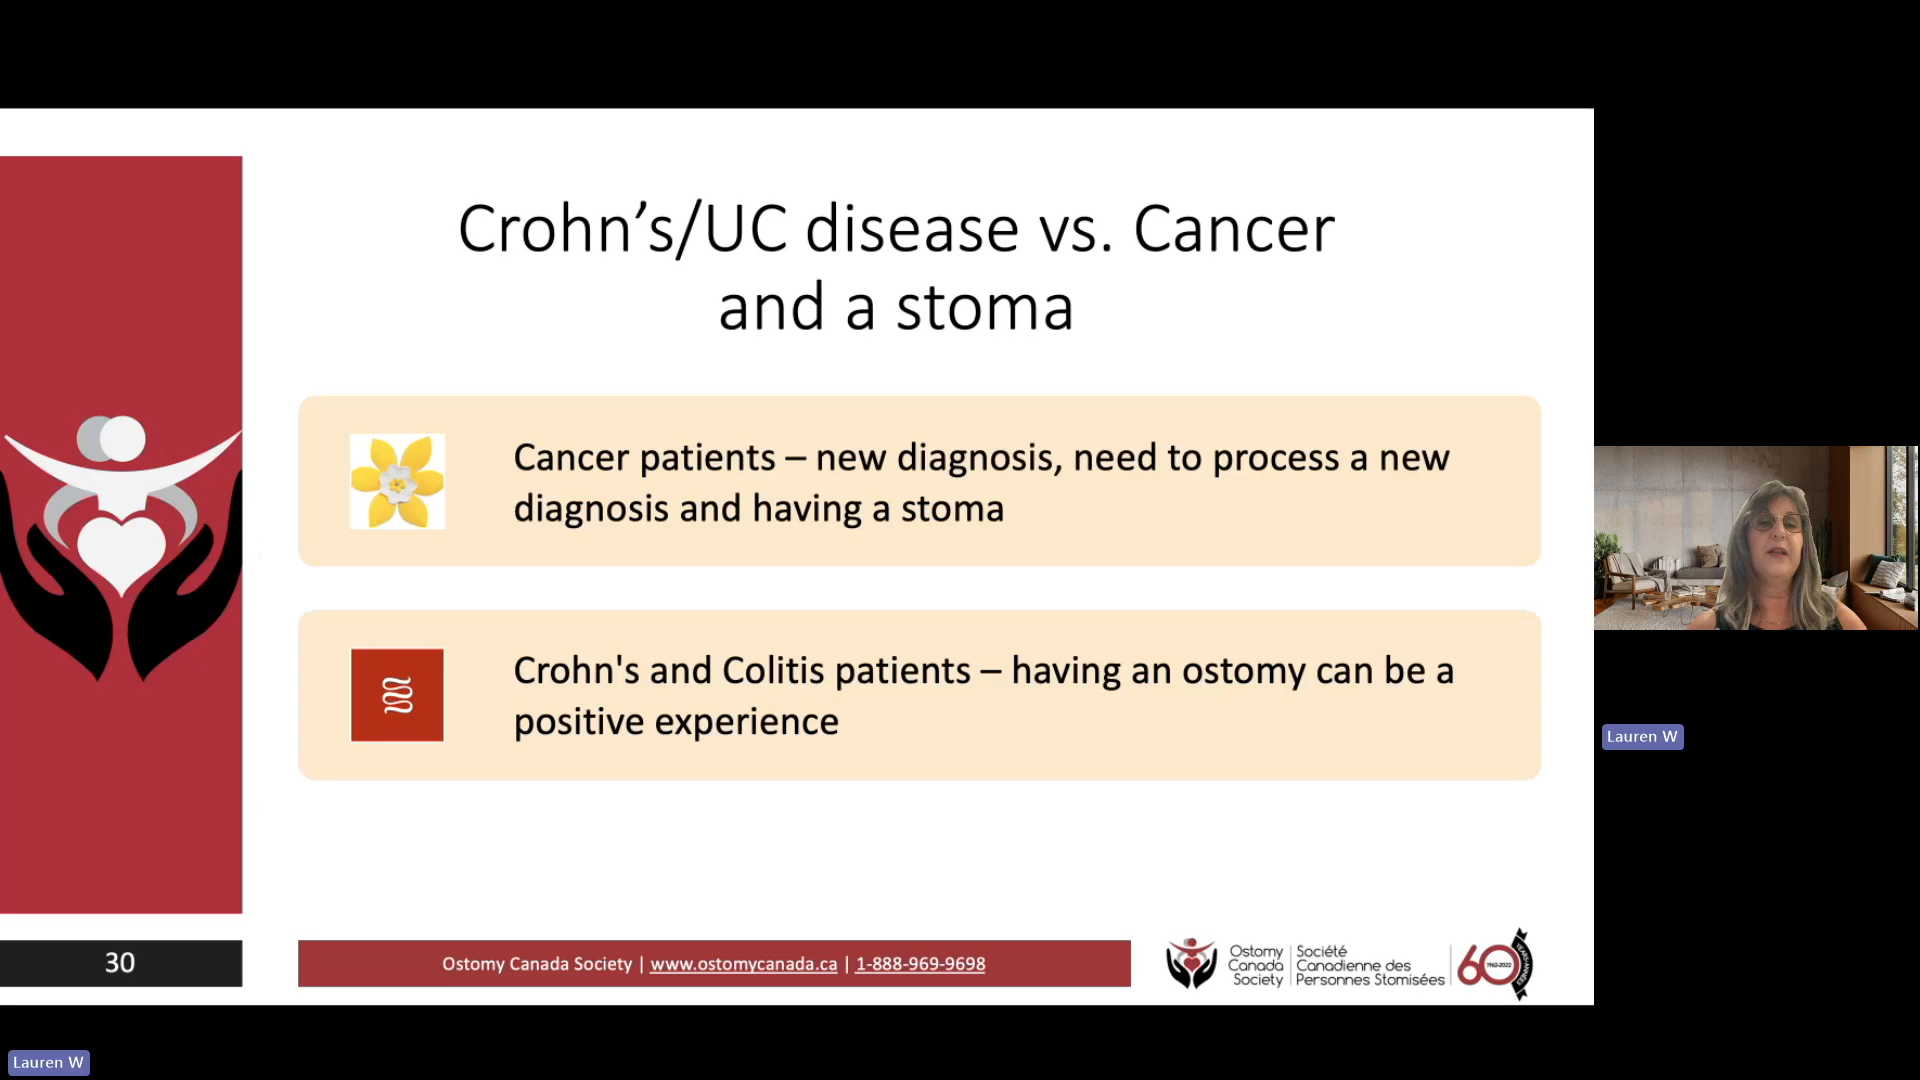 Crohn’s/UC disease vs. Cancer
and a stoma
Cancer patients – new diagnosis, need to process a new
diagnosis and having a stoma
Crohn's and Colitis patients – having an ostomy can be a
positive experience
30
Ostomy Canada Society | www.ostomycanada.ca | 1-888-969-9698
Ostomy
Canada
Society
Société
Canadienne des
Personnes Stomisées
60
1962-2022
Lauren W
Lauren W